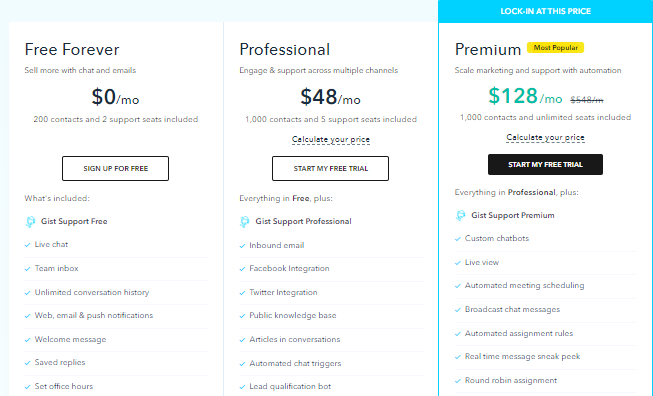 LOCK-IN AT THIS PRICE
Free Forever
Sell more with chat and emails
$0/mo
200 contacts and 2 support seats included
SIGN UP FOR FREE
What's included:
Gist Support Free
Live chat
Team inbox
Unlimited conversation history
Web, email & push notifications
Welcome message
Saved replies
Set office hours
Professional
Engage & support across multiple channels
$48/mo
1,000 contacts and 5 support seats included
Calculate your price
START MY FREE TRIAL
Everything in Free, plus:
Gist Support Professional
Inbound email
Facebook Integration
Twitter Integration
Public knowledge base
Articles in conversations
Automated chat triggers
Lead qualification bot
Premium Most Popular
Scale marketing and support with automation
$128/mo $548/m
1,000 contacts and unlimited seats included
Calculate your price
START MY FREE TRIAL
Everything in Professional, plus:
Gist Support Premium
Custom chatbots
Live view
Automated meeting scheduling
Broadcast chat messages
Automated assignment rules
Real time message sneak peek
Round robin assignment